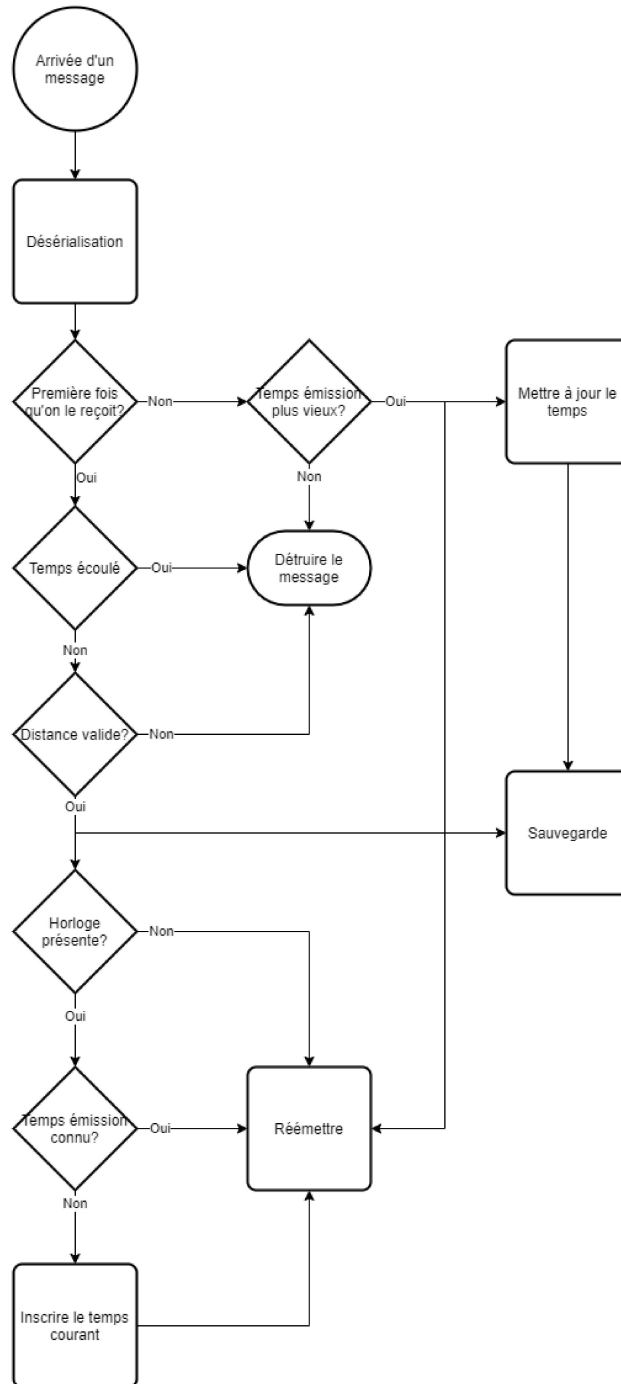 Arrivée d'un
message
Désérialisation
Première fois
qu'on le reçoit?
Non
Temps émission
plus vieux?
Oui
Mettre à jour le
temps
Oui
Non
Temps écoulé
Oui
Détruire le
message
Non
Distance valide?
Non
Oui
Sauvegarde
Horloge
présente?
Non
Oui
Temps émission
connu?
Oui
Réémettre
Non
Inscrire le temps
courant